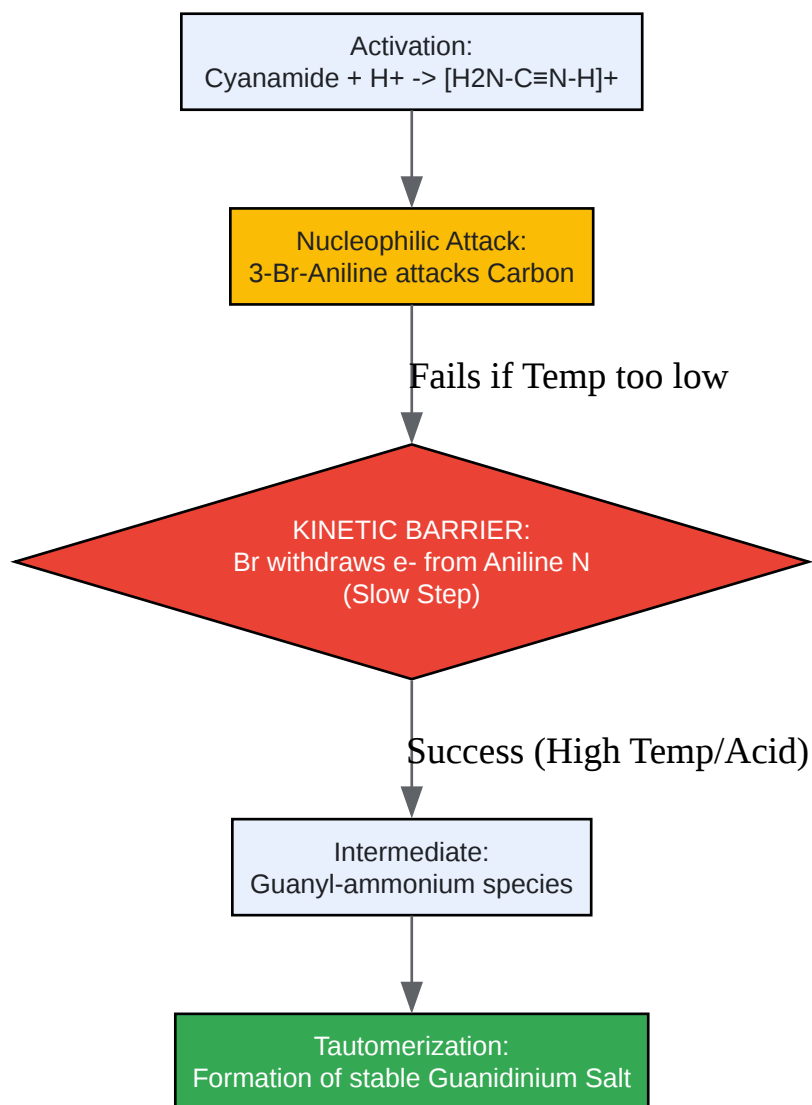 Activation:
Cyanamide + H+ -> [H2N-C≡N-H]+
Nucleophilic Attack:
3-Br-Aniline attacks Carbon
Fails if Temp too low
KINETIC BARRIER:
Br withdraws e- from Aniline N
(Slow Step)
Success (High Temp/Acid)
Intermediate:
Guanyl-ammonium species
Tautomerization:
Formation of stable Guanidinium Salt